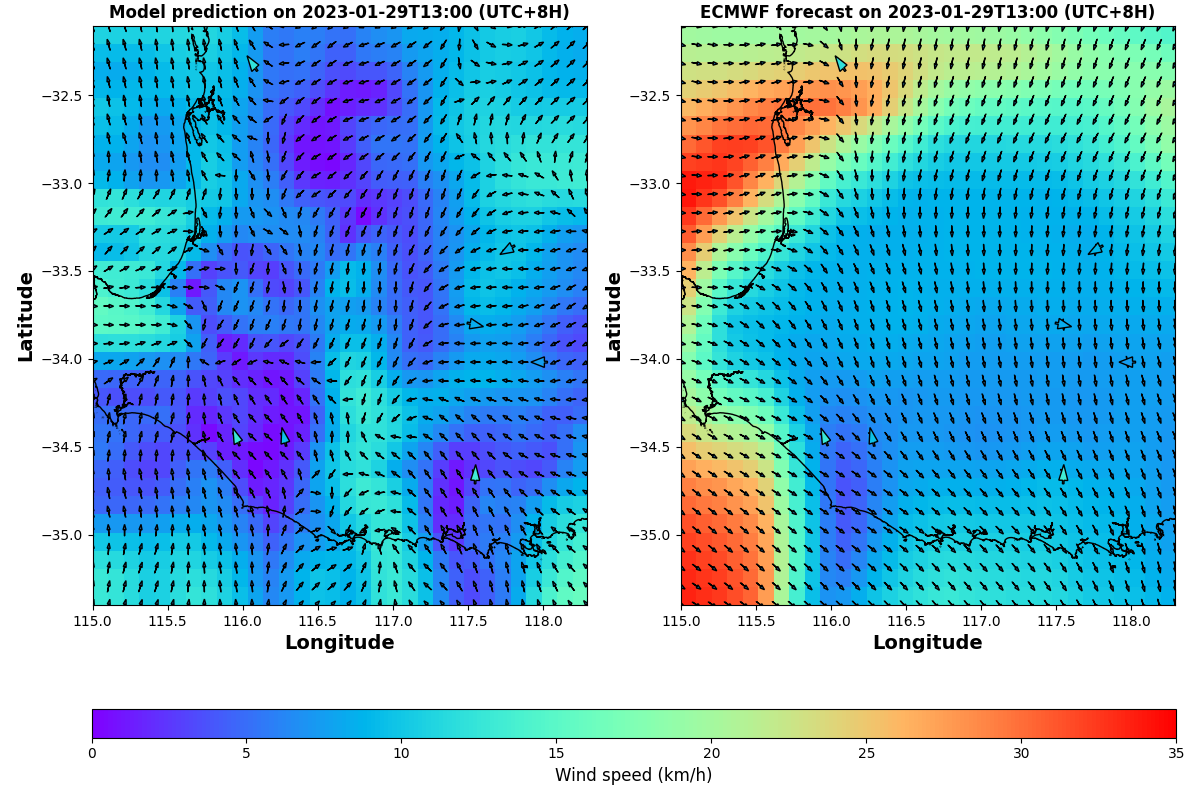 Model prediction on 2023-01-29T13:00 (UTC+8H)
ECMWF forecast on 2023-01-29T13:00 (UTC+8H)
Latitude
−32.5
−33.0
−33.5
−34.0
−34.5
−35.0
115.0 115.5 116.0 116.5 117.0 117.5 118.0
Longitude
Latitude
−32.5
−33.0
−33.5
−34.0
−34.5
−35.0
115.0 115.5 116.0 116.5 117.0 117.5 118.0
Longitude
0 5 10 15 20 25 30 35
Wind speed (km/h)